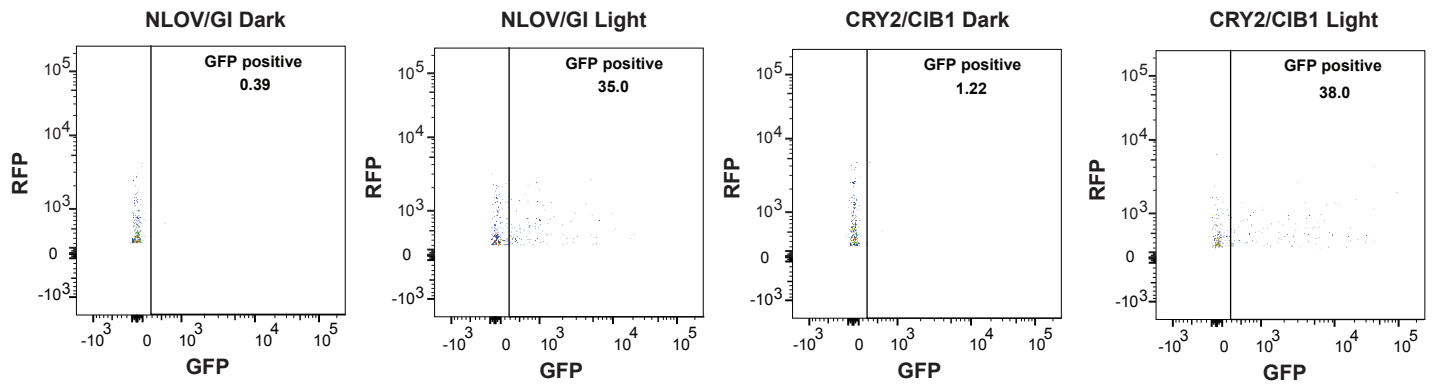 NLOV/GI Dark
GFP positive
0.39
10^5
10^4
10^3
0
-10^3
RFP
-10^3 0 10^3 10^4 10^5
GFP
NLOV/GI Light
GFP positive
35.0
10^5
10^4
10^3
0
-10^3
RFP
-10^3 0 10^3 10^4 10^5
GFP
CRY2/CIB1 Dark
GFP positive
1.22
10^5
10^4
10^3
0
-10^3
RFP
-10^3 0 10^3 10^4 10^5
GFP
CRY2/CIB1 Light
GFP positive
38.0
10^5
10^4
10^3
0
-10^3
RFP
-10^3 0 10^3 10^4 10^5
GFP